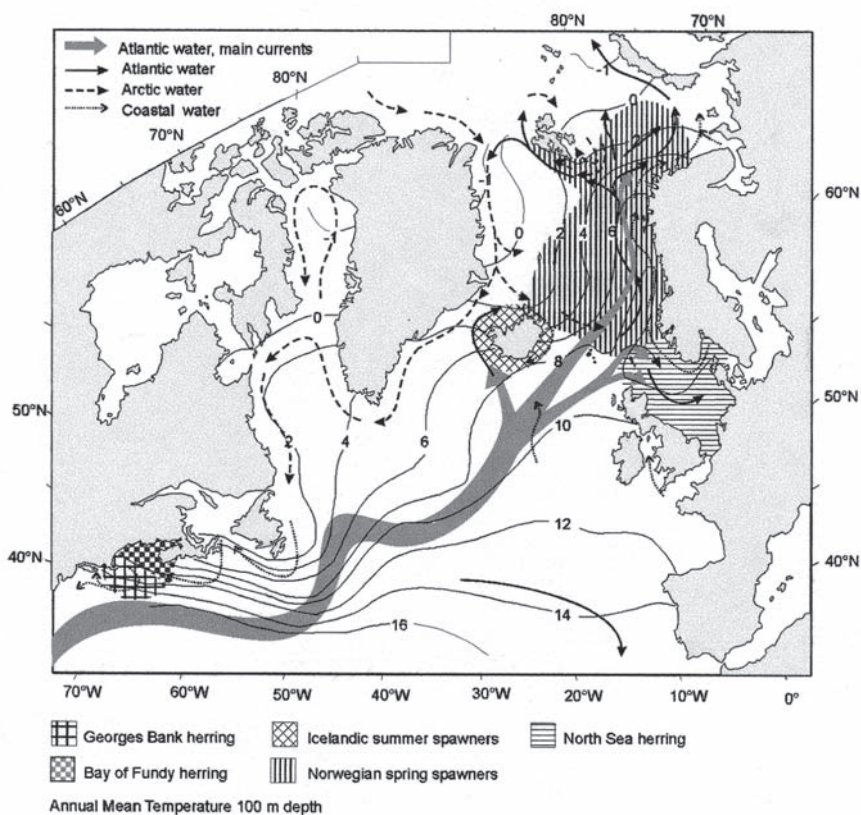 80°N 70°N
Atlantic water, main currents
Atlantic water
Arctic water
Coastal water
80°N
70°N
60°N
60°N
-1
0
2
-1
-1
0 2 4 6
0
8
50°N
50°N
2 4 6 10
12
40°N
40°N
14
16
70°W 60°W 50°W 40°W 30°W 20°W 10°W 0°
Georges Bank herring Icelandic summer spawners North Sea herring
Bay of Fundy herring Norwegian spring spawners
Annual Mean Temperature 100 m depth